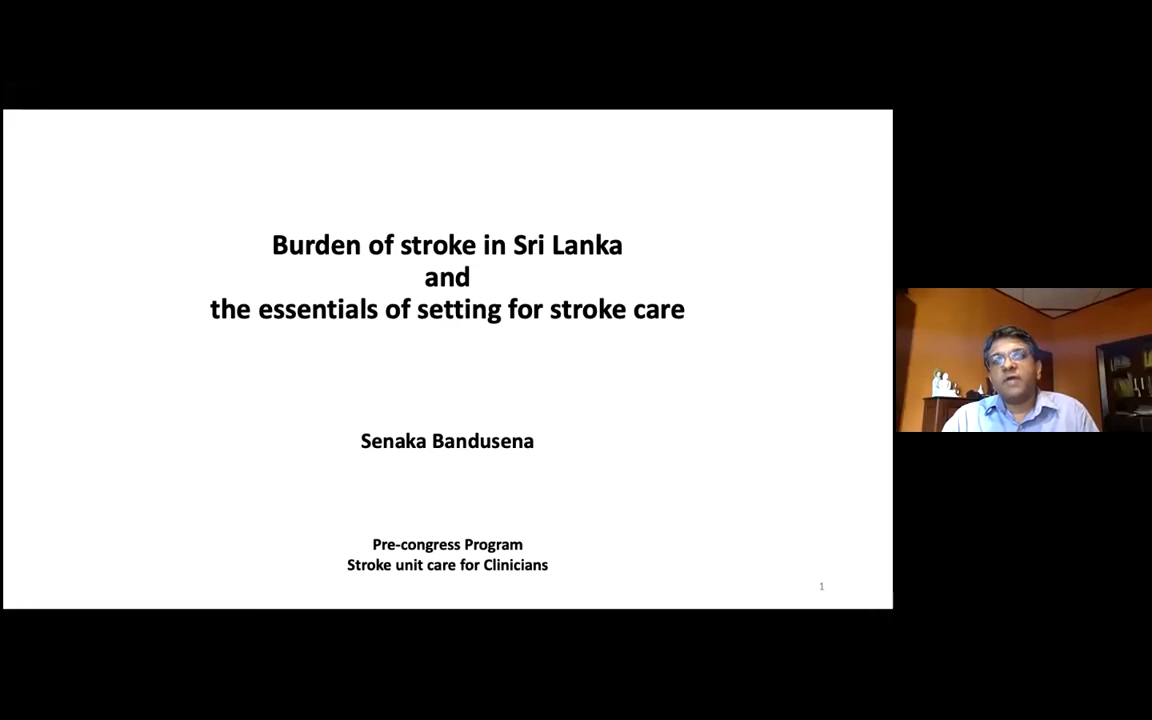 Burden of stroke in Sri Lanka
and
the essentials of setting for stroke care
Senaka Bandusena
Pre-congress Program
Stroke unit care for Clinicians
1